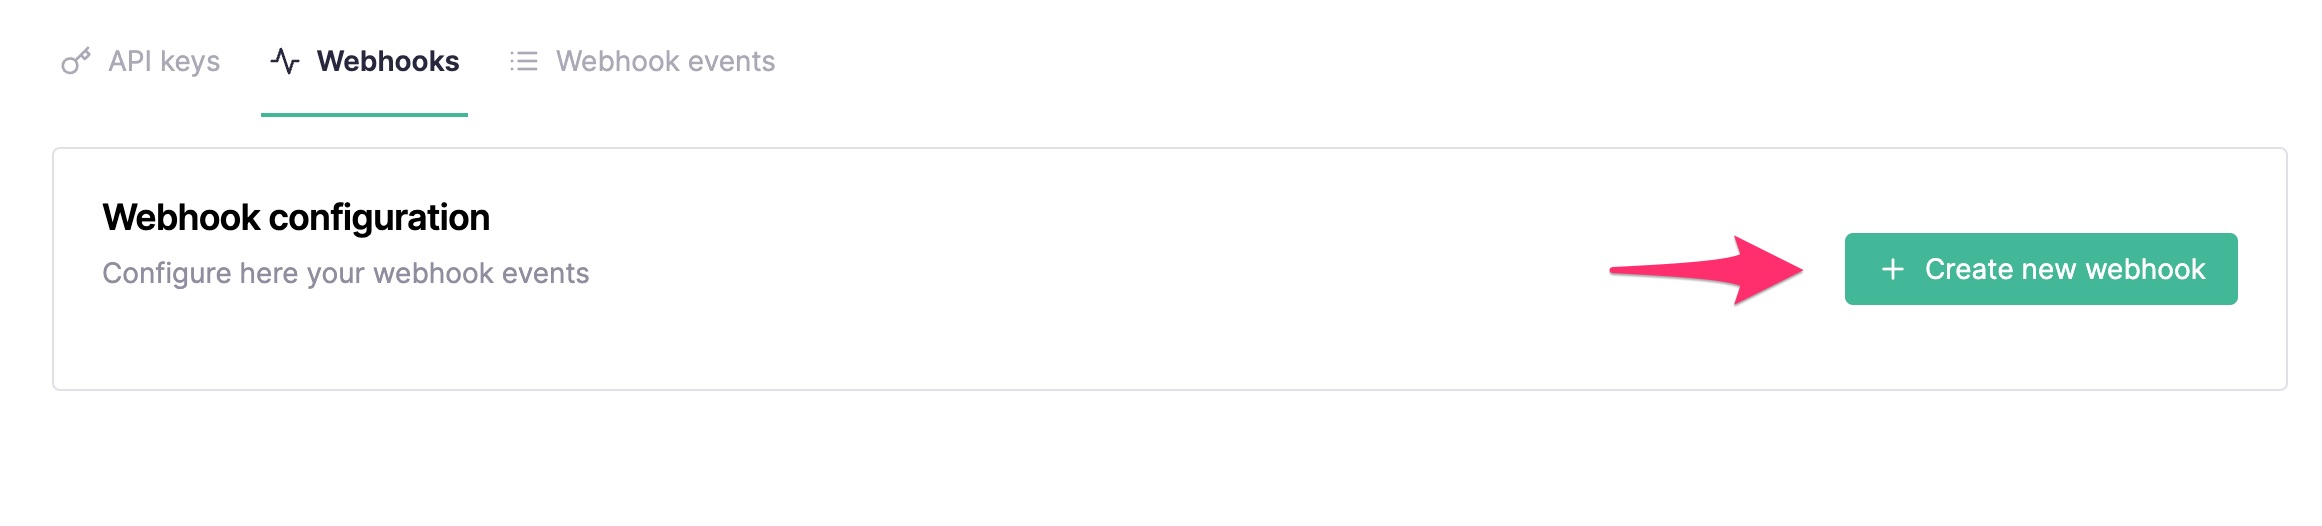 API keys
Webhooks
Webhook events
Webhook configuration
Configure here your webhook events
+ Create new webhook